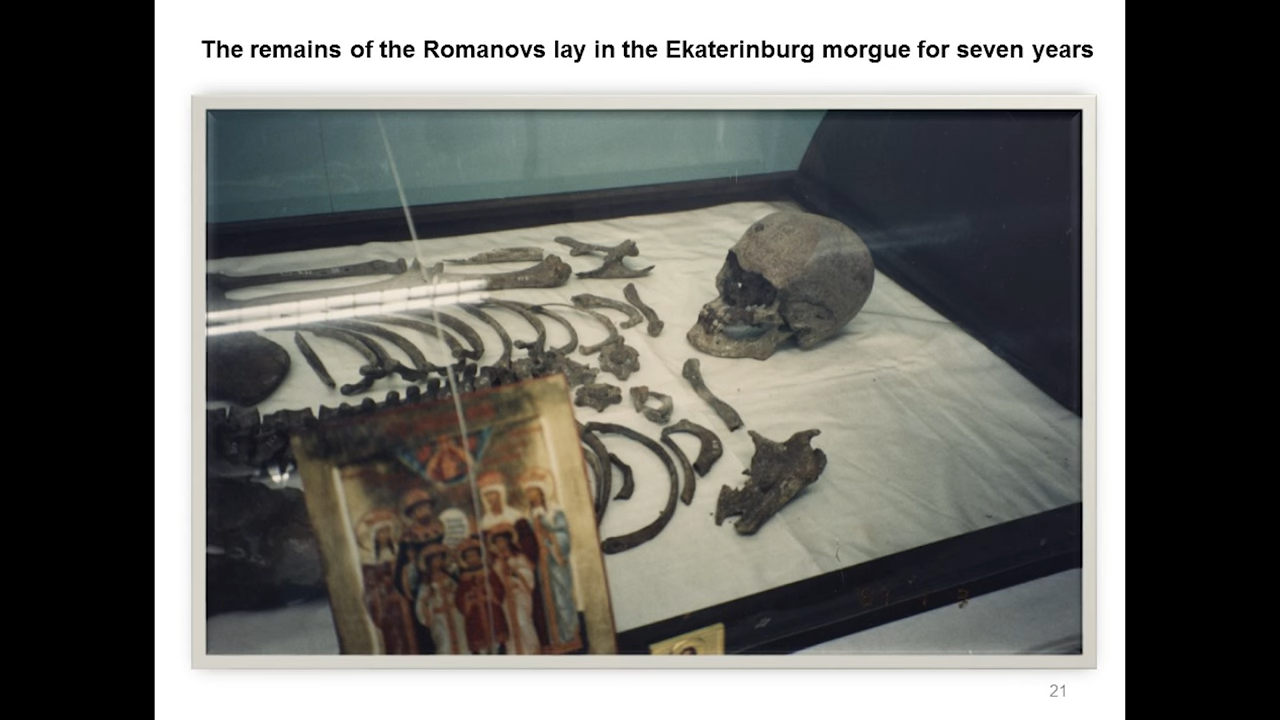 The remains of the Romanovs lay in the Ekaterinburg morgue for seven years
21